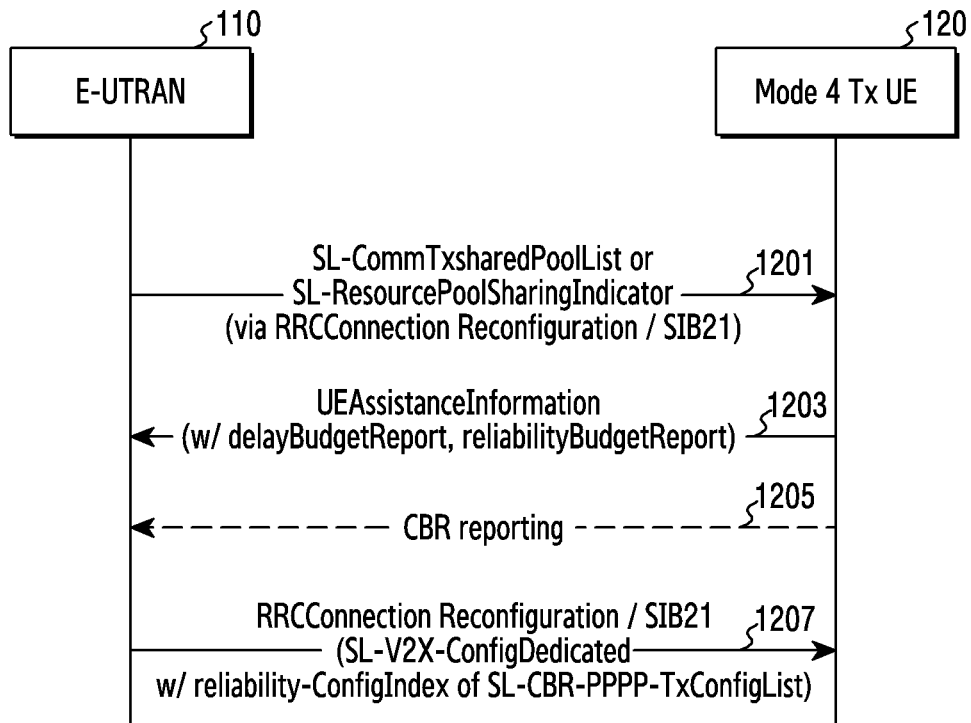 110
120
E-UTRAN
Mode 4 Tx UE
SL-CommTxsharedPoolList or
1201
SL-ResourcePoolSharingIndicator
(via RRCConnection Reconfiguration / SIB21)
UEAssistanceInformation
1203
(w/ delayBudgetReport, reliabilityBudgetReport)
1205
CBR reporting
RRCConnection Reconfiguration / SIB21
1207
(SL-V2X-ConfigDedicated
w/ reliability-ConfigIndex of SL-CBR-PPPP-TxConfigList)